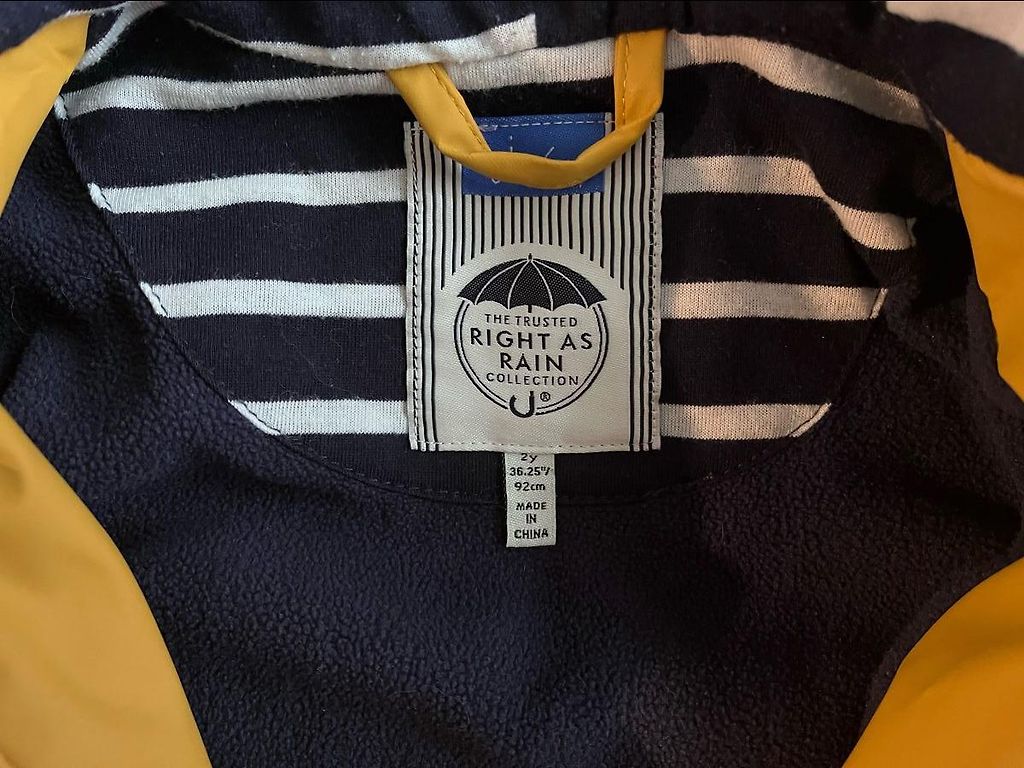 THE TRUSTED
RIGHT AS
RAIN
COLLECTION
®
2y
36.25"/
92cm
MADE
IN
CHINA